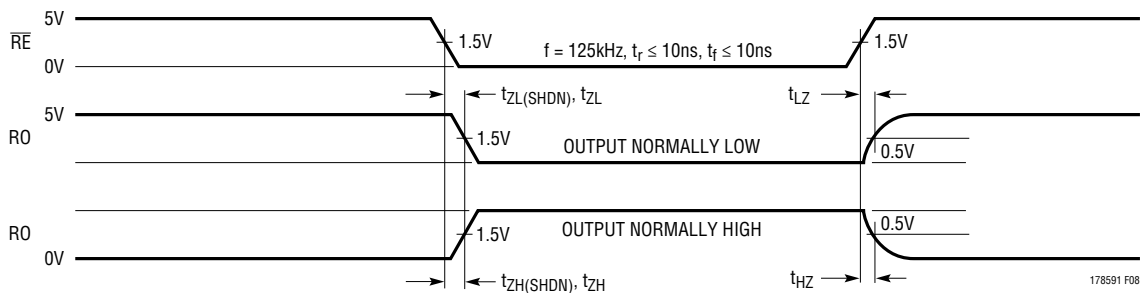 5V
RE
1.5V
f = 125kHz, tr ≤ 10ns, tf ≤ 10ns
1.5V
0V
tZL(SHDN), tZL
tLZ
5V
RO
1.5V
OUTPUT NORMALLY LOW
0.5V
RO
1.5V
OUTPUT NORMALLY HIGH
0.5V
0V
tZH(SHDN), tZH
tHZ
178591 F08